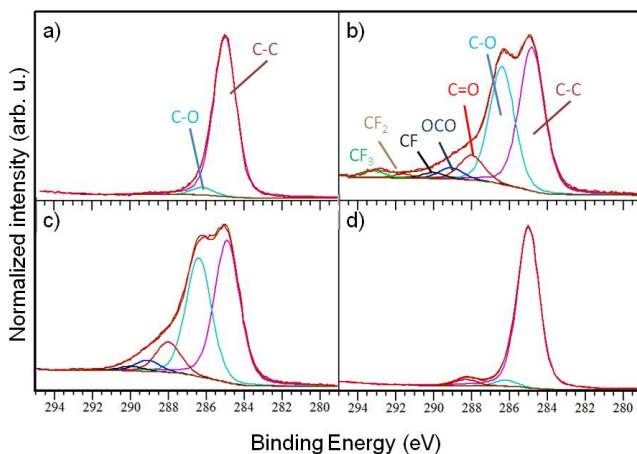 Normalized intensity (arb. u.)
a)
C-C
C-O
b)
C-O
C=O
C-C
OCO
CF
CF₂
CF₃
c)
d)
294 292 290 288 286 284 282 280
294 292 290 288 286 284 282 280
Binding Energy (eV)